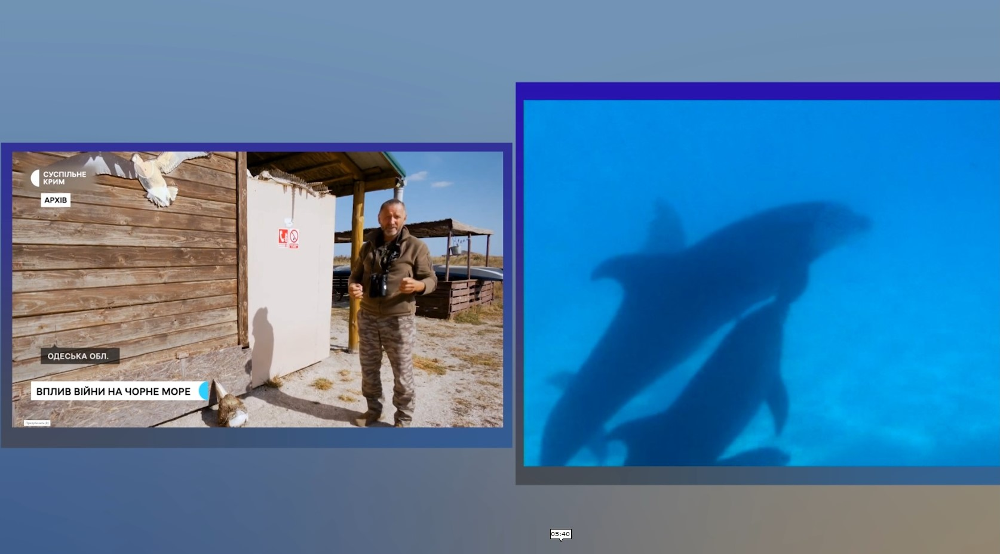 СУСПІЛЬНЕ
КРИМ
АРХІВ
ОДЕСЬКА ОБЛ.
ВПЛИВ ВІЙНИ НА ЧОРНЕ МОРЕ
05:40